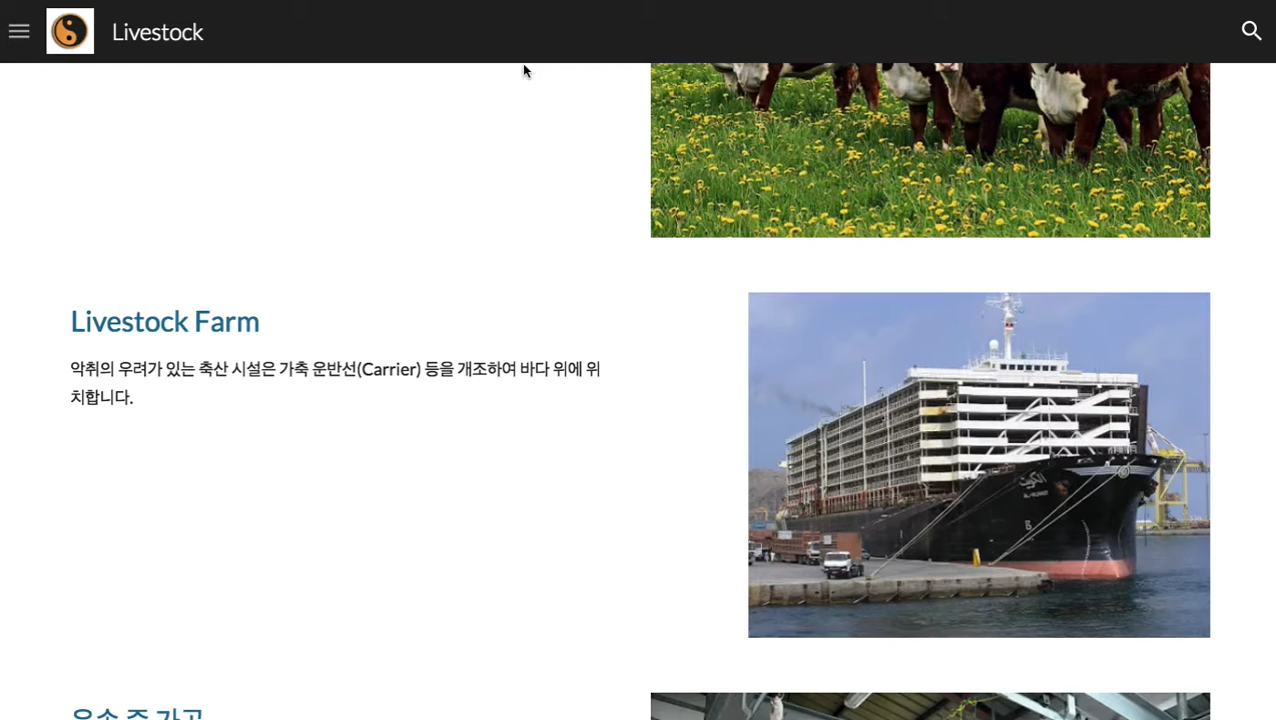 Livestock
Livestock Farm
악취의 우려가 있는 축산 시설은 가축 운반선(Carrier) 등을 개조하여 바다 위에 위
치합니다.
الكويت